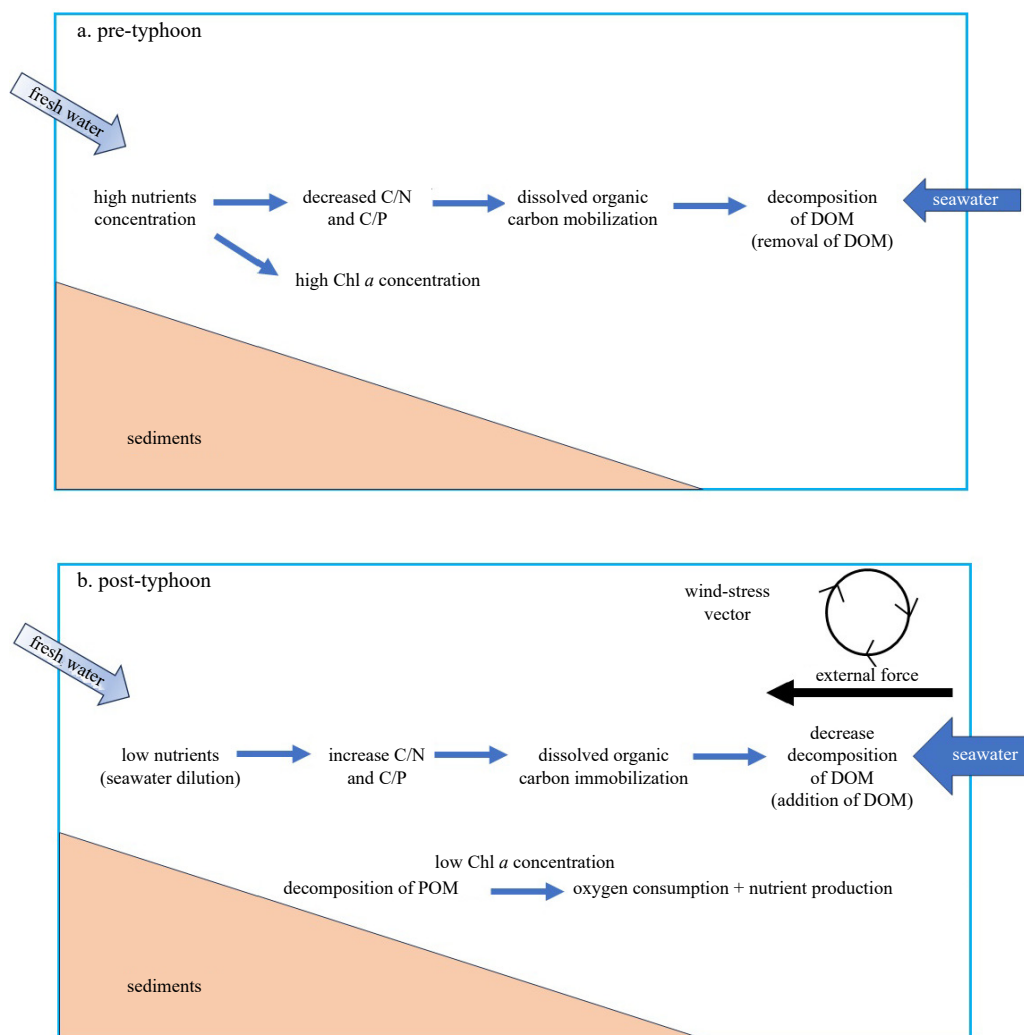 a. pre-typhoon
fresh water
high nutrients
concentration
decreased C/N
and C/P
dissolved organic
carbon mobilization
decomposition
of DOM
(removal of DOM)
seawater
high Chl a concentration
sediments
b. post-typhoon
wind-stress
vector
fresh water
external force
low nutrients
(seawater dilution)
increase C/N
and C/P
dissolved organic
carbon immobilization
decrease
decomposition
of DOM
(addition of DOM)
seawater
low Chl a concentration
decomposition of POM
oxygen consumption + nutrient production
sediments